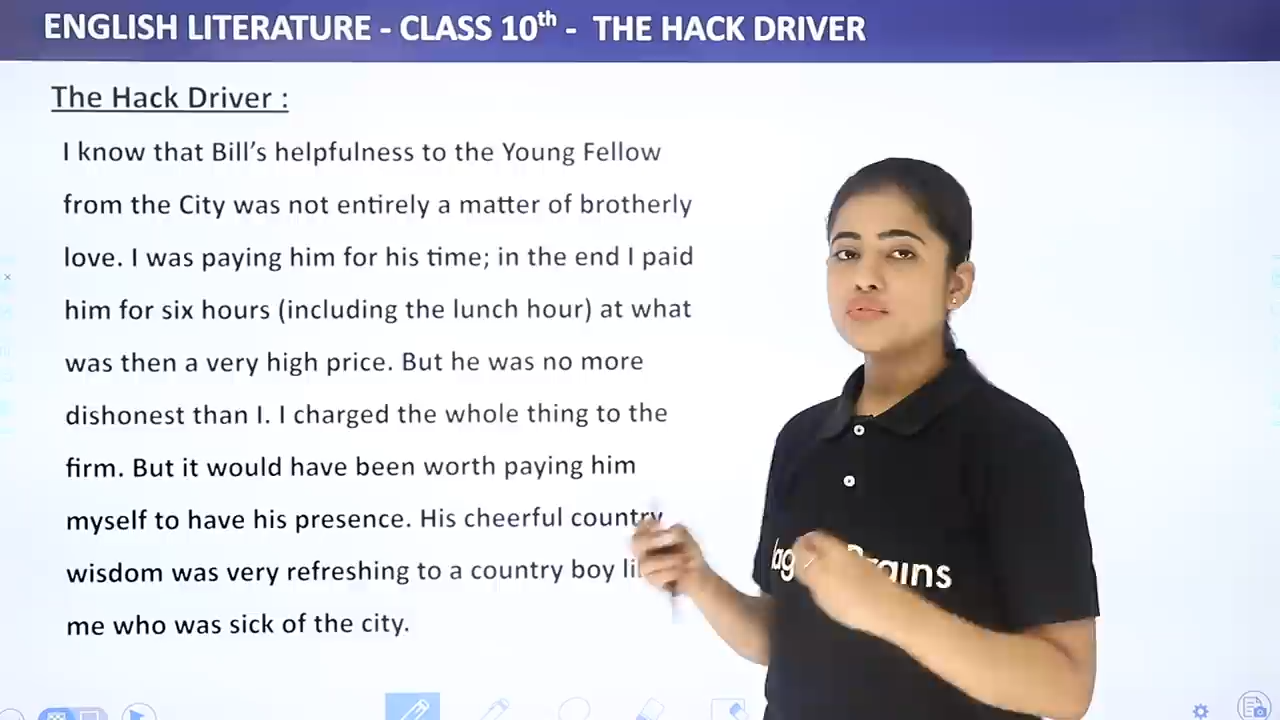 ENGLISH LITERATURE - CLASS 10th - THE HACK DRIVER
The Hack Driver :
I know that Bill’s helpfulness to the Young Fellow
from the City was not entirely a matter of brotherly
love. I was paying him for his time; in the end I paid
him for six hours (including the lunch hour) at what
was then a very high price. But he was no more
dishonest than I. I charged the whole thing to the
firm. But it would have been worth paying him
myself to have his presence. His cheerful country
wisdom was very refreshing to a country boy
me who was sick of the city.